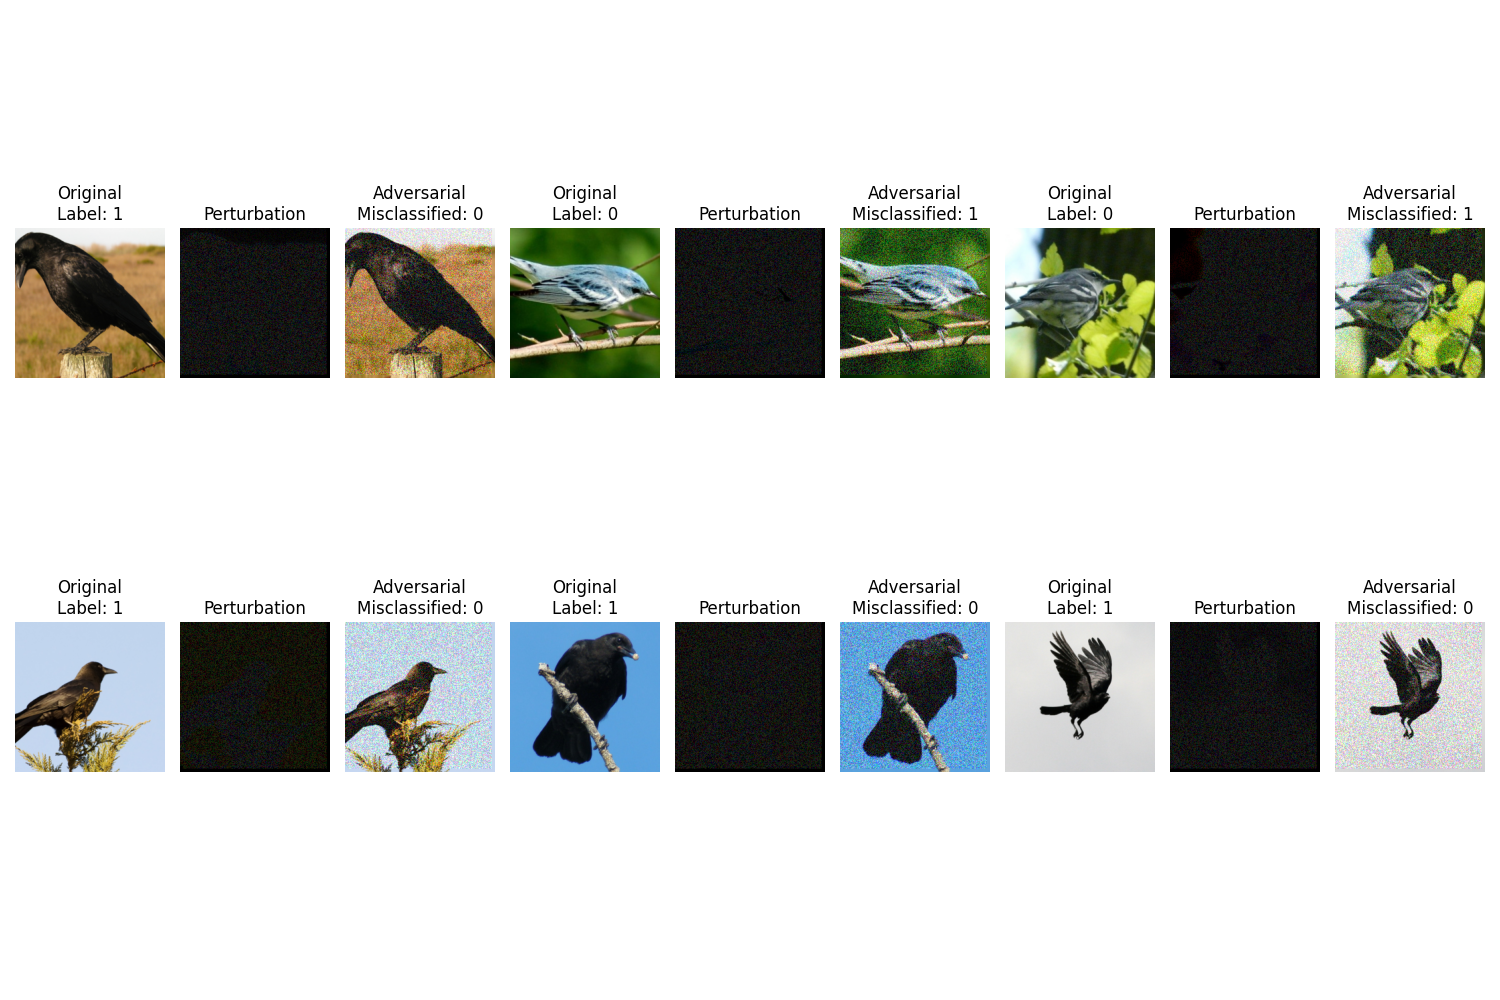 Original
Label: 1
Perturbation
Adversarial
Misclassified: 0
Original
Label: 0
Perturbation
Adversarial
Misclassified: 1
Original
Label: 0
Perturbation
Adversarial
Misclassified: 1
Original
Label: 1
Perturbation
Adversarial
Misclassified: 0
Original
Label: 1
Perturbation
Adversarial
Misclassified: 0
Original
Label: 1
Perturbation
Adversarial
Misclassified: 0